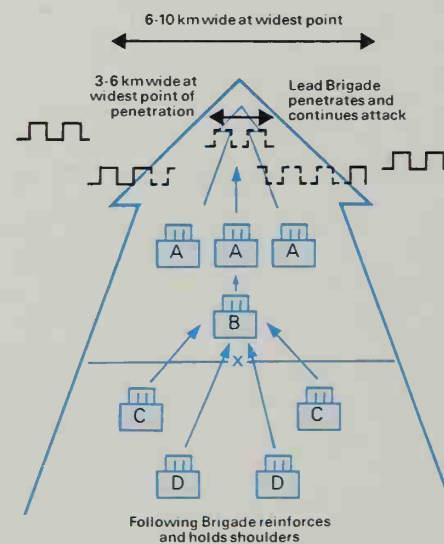 6-10 km wide at widest point
3-6 km wide at
widest point of
penetration
Lead Brigade
penetrates and
continues attack
A A A
B
x
C C
D D
Following Brigade reinforces
and holds shoulders